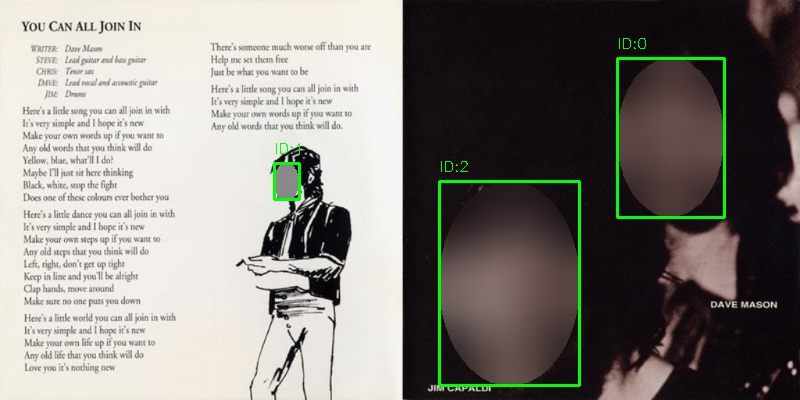 YOU CAN ALL JOIN IN
WRITER: Dave Mason
STEVE: Lead guitar and bass guitar
CHRIS: Tenor sax
DAVE: Lead vocal and accoustic guitar
JIM: Drums
Here's a little song you can all join in with
It's very simple and I hope it's new
Make your own words up if you want to
Any old words that you think will do
Yellow, blue, what'll I do?
Maybe I'll just sit here thinking
Black, white, stop the fight
Does one of these colours ever bother you
Here's a little dance you can all join in with
It's very simple and I hope it's new
Make your own steps up if you want to
Any old steps that you think will do
Left, right, don't get up tight
Keep in line and you'll be alright
Clap hands, move around
Make sure no one puts you down
Here's a little world you can all join in with
It's very simple and I hope it's new
Make your own life up if you want to
Any old life that you think will do
Love you it's nothing new
There's someone much worse off than you are
Help me set them free
Just be what you want to be
Here's a little song you can all join in with
It's very simple and I hope it's new
Make your own words up if you want to
Any old words that you think will do.
ID:1
ID:0
ID:2
DAVE MASON
JIM CAPALDI